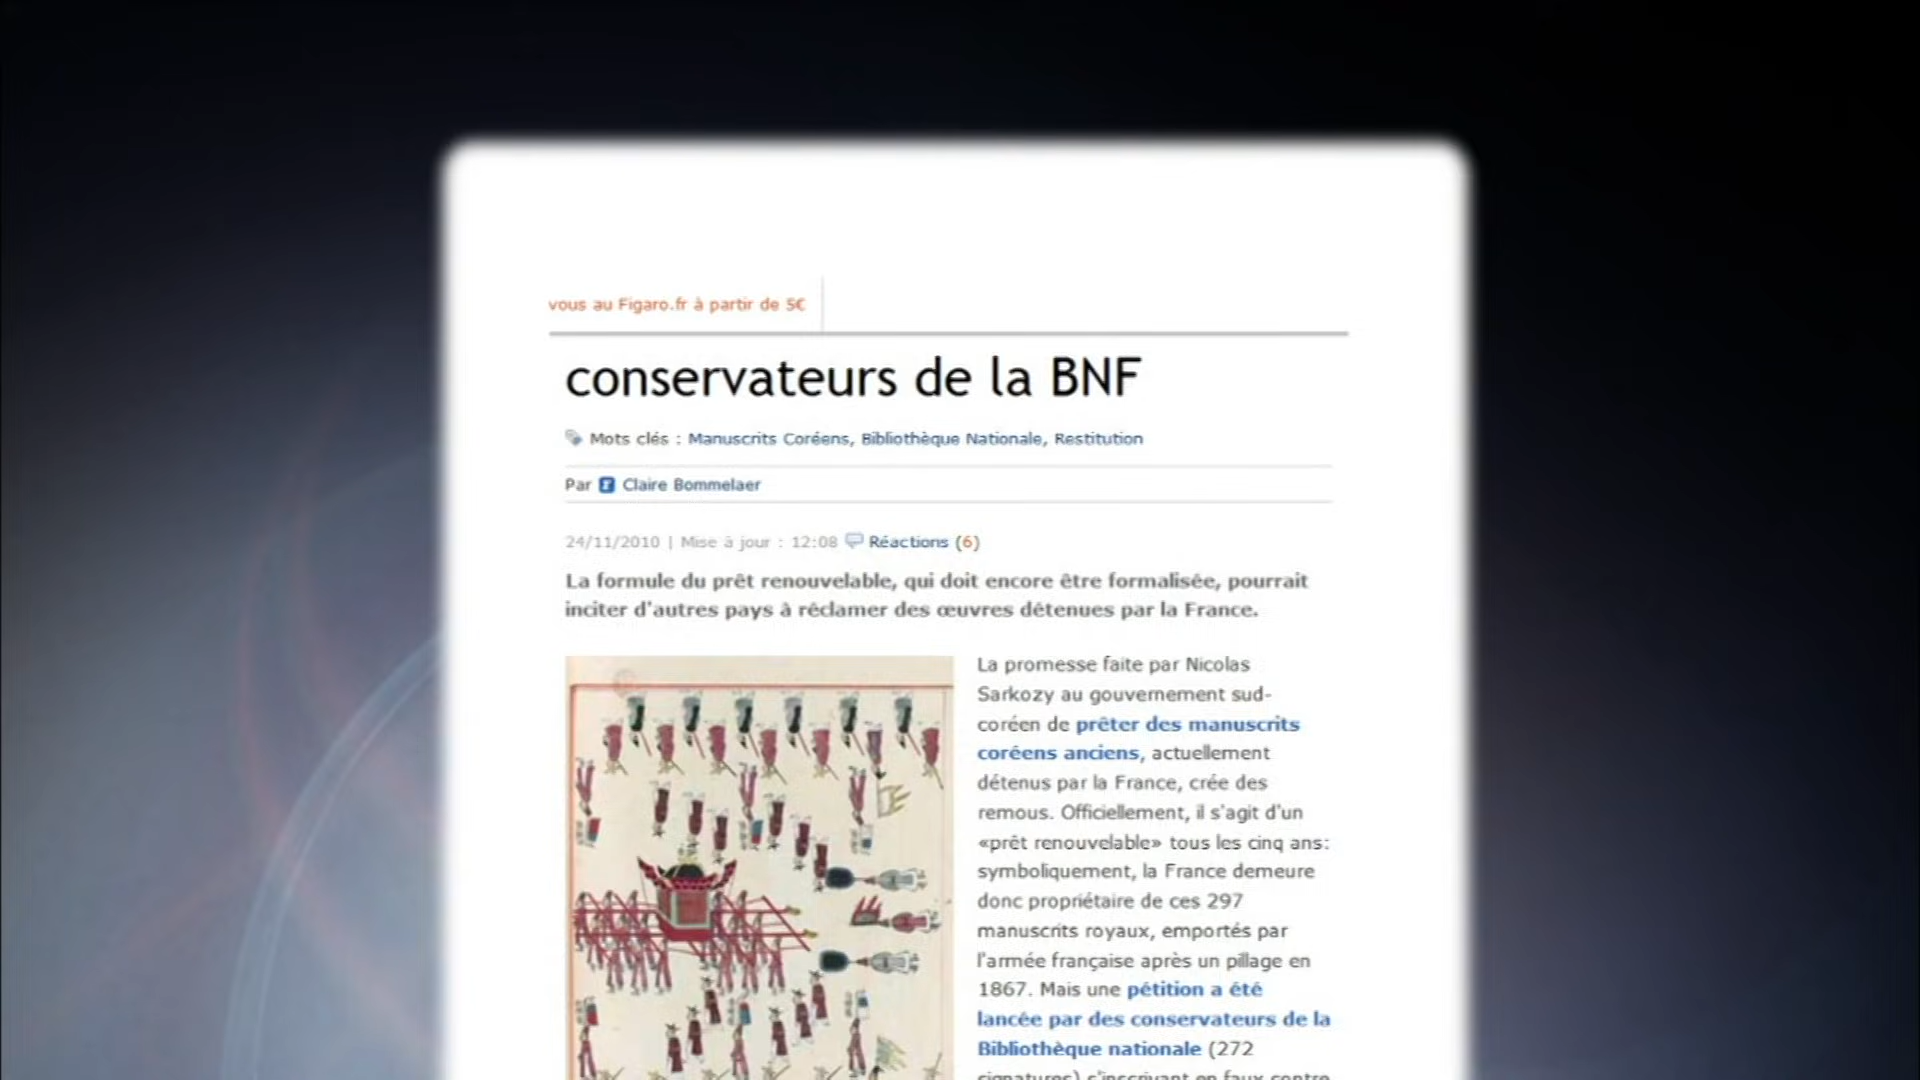 vous au Figaro.fr à partir de 5€
conservateurs de la BNF
Mots clés : Manuscrits Coréens, Bibliothèque Nationale, Restitution
Par Claire Bommelaer
24/11/2010 | Mise à jour : 12:08 Réactions (6)
La formule du prêt renouvelable, qui doit encore être formalisée, pourrait
inciter d'autres pays à réclamer des œuvres détenues par la France.
La promesse faite par Nicolas
Sarkozy au gouvernement sud-
coréen de prêter des manuscrits
coréens anciens, actuellement
détenus par la France, crée des
remous. Officiellement, il s'agit d'un
«prêt renouvelable» tous les cinq ans:
symboliquement, la France demeure
donc propriétaire de ces 297
manuscrits royaux, emportés par
l'armée française après un pillage en
1867. Mais une pétition a été
lancée par des conservateurs de la
Bibliothèque nationale (272
signatures) s'inscrivant en faux contre